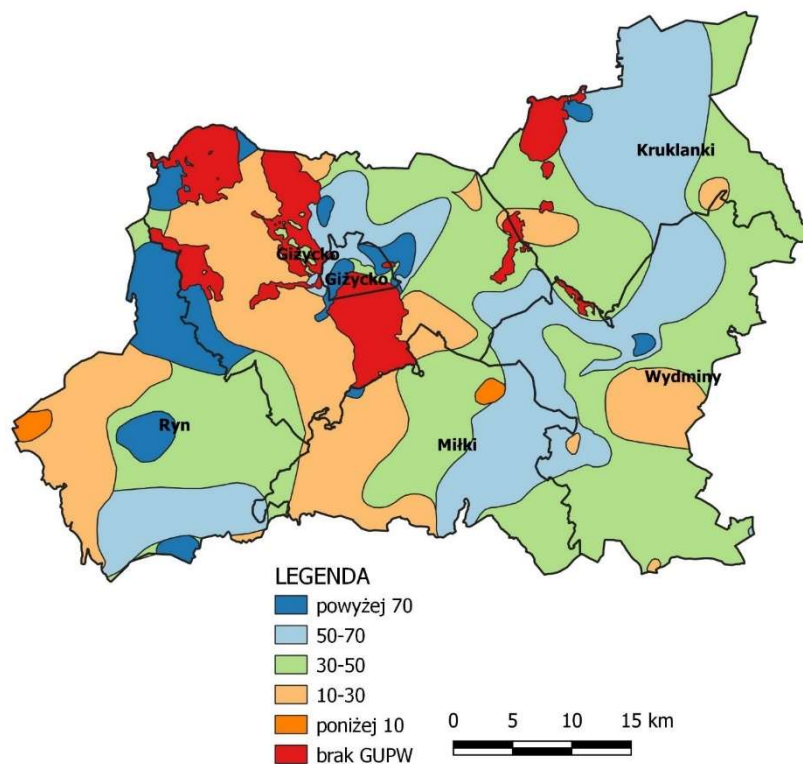 Kruklanki
Giżycko
Giżycko
Wydminy
Ryn
Miłki
LEGENDA
powyżej 70
50-70
30-50
10-30
poniżej 10
brak GUPW
0 5 10 15 km